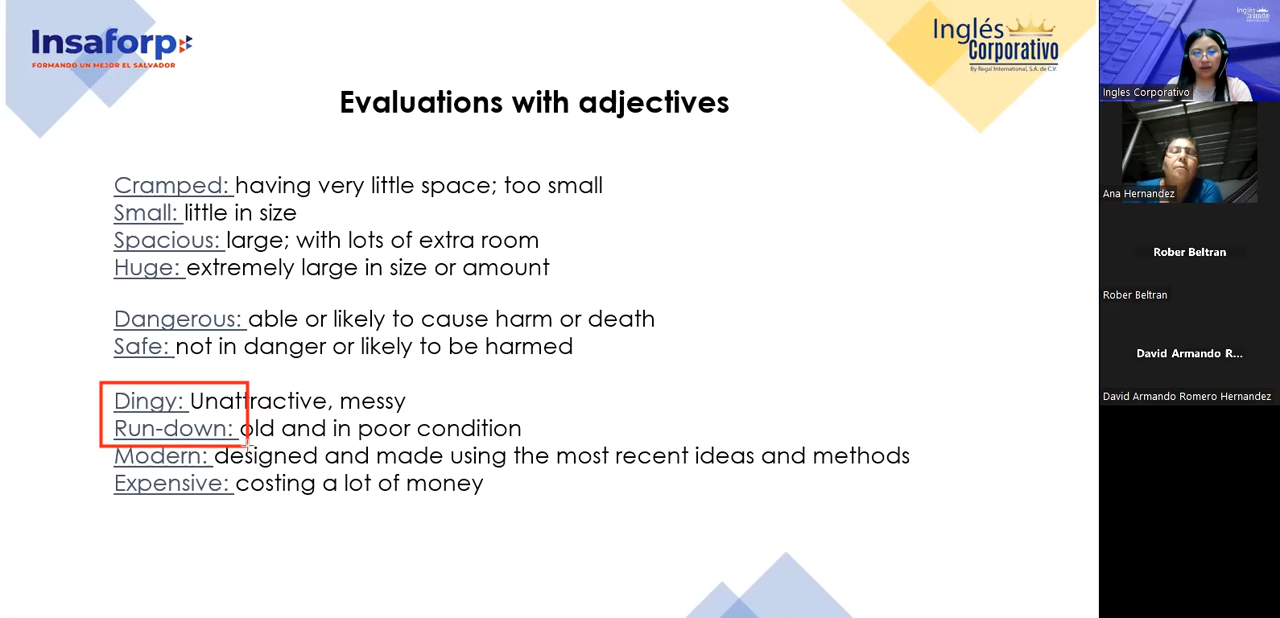 Insaforp
FORMANDO UN MEJOR EL SALVADOR
Inglés
Corporativo
By Regal International, S.A. de C.V.
Evaluations with adjectives
Cramped: having very little space; too small
Small: little in size
Spacious: large; with lots of extra room
Huge: extremely large in size or amount
Dangerous: able or likely to cause harm or death
Safe: not in danger or likely to be harmed
Dingy: Unattractive, messy
Run-down: old and in poor condition
Modern: designed and made using the most recent ideas and methods
Expensive: costing a lot of money
Inglés
Ingles Corporativo
Ana Hernandez
Rober Beltran
Rober Beltran
David Armando R...
David Armando Romero Hernandez